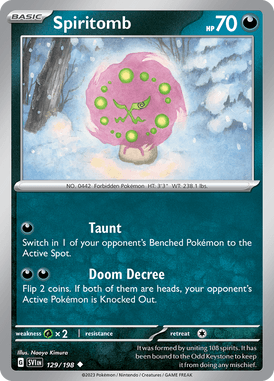 BASIC
Spiritomb
HP 70
NO. 0442 Forbidden Pokémon HT: 3'3" WT: 238.1 lbs.
Taunt
Switch in 1 of your opponent's Benched Pokémon to the
Active Spot.
Doom Decree
Flip 2 coins. If both of them are heads, your opponent's
Active Pokémon is Knocked Out.
weakness ×2 resistance retreat
Illus. Naoyo Kimura
G SVI EN 129/198
It was formed by uniting 108 spirits. It has
been bound to the Odd Keystone to keep
it from doing any mischief.
©2023 Pokémon / Nintendo / Creatures / GAME FREAK